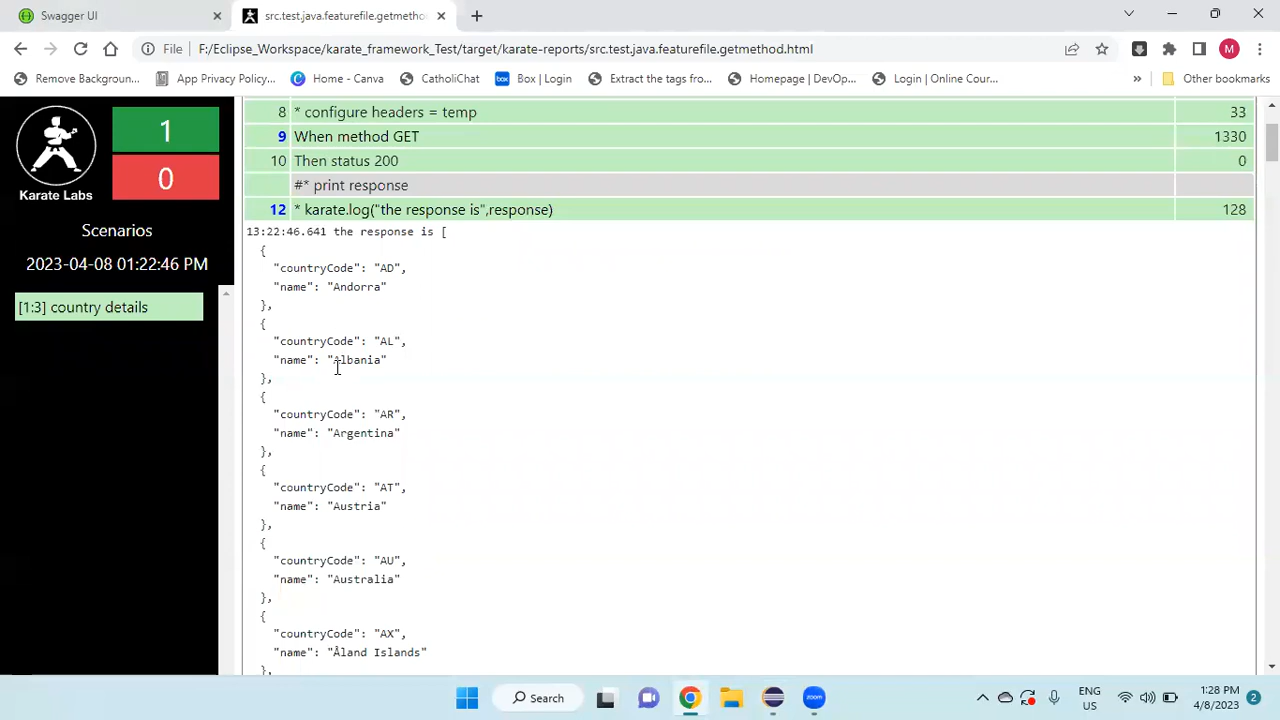 Swagger UI
src.test.java.featurefile.getmetho
File
F:/Eclipse_Workspace/karate_framework_Test/target/karate-reports/src.test.java.featurefile.getmethod.html
M
Remove Backgroun...
App Privacy Policy...
Home - Canva
CatholiChat
Box | Login
Extract the tags from...
Homepage | DevOp...
Login | Online Cour...
»
Other bookmarks
Karate Labs
1
0
Scenarios
2023-04-08 01:22:46 PM
[1:3] country details
8 * configure headers = temp 33
9 When method GET 1330
10 Then status 200 0
#* print response
12 * karate.log("the response is",response) 128
13:22:46.641 the response is [
{
"countryCode": "AD",
"name": "Andorra"
},
{
"countryCode": "AL",
"name": "Albania"
},
{
"countryCode": "AR",
"name": "Argentina"
},
{
"countryCode": "AT",
"name": "Austria"
},
{
"countryCode": "AU",
"name": "Australia"
},
{
"countryCode": "AX",
"name": "Åland Islands"
},
Search
box
zoom
ENG
US
1:28 PM
4/8/2023
2